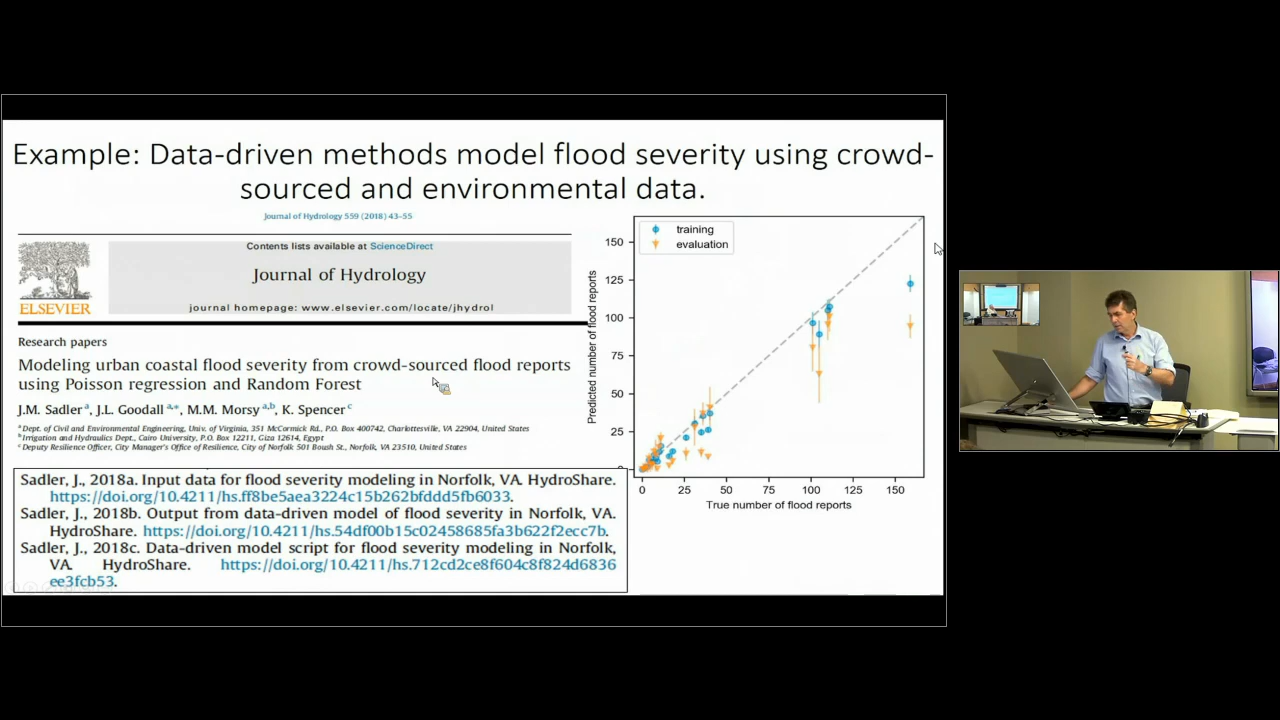 Example: Data-driven methods model flood severity using crowd-
sourced and environmental data.
Journal of Hydrology 559 (2018) 43–55
Contents lists available at ScienceDirect
Journal of Hydrology
journal homepage: www.elsevier.com/locate/jhydrol
ELSEVIER
Research papers
Modeling urban coastal flood severity from crowd-sourced flood reports
using Poisson regression and Random Forest
J.M. Sadler a, J.L. Goodall a,*, M.M. Morsy a,b, K. Spencer c
a Dept. of Civil and Environmental Engineering, Univ. of Virginia, 351 McCormick Rd., P.O. Box 400742, Charlottesville, VA 22904, United States
b Irrigation and Hydraulics Dept., Cairo University, P.O. Box 12211, Giza 12614, Egypt
c Deputy Resilience Officer, City Manager's Office of Resilience, City of Norfolk 501 Boush St., Norfolk, VA 23510, United States
Sadler, J., 2018a. Input data for flood severity modeling in Norfolk, VA. HydroShare.
https://doi.org/10.4211/hs.ff8be5aea3224c15b262bfddd5fb6033.
Sadler, J., 2018b. Output from data-driven model of flood severity in Norfolk, VA.
HydroShare. https://doi.org/10.4211/hs.54df00b15c02458685fa3b622f2ecc7b.
Sadler, J., 2018c. Data-driven model script for flood severity modeling in Norfolk,
VA. HydroShare. https://doi.org/10.4211/hs.712cd2ce8f604c8f824d6836
ee3fcb53.
training
evaluation
Predicted number of flood reports
150
125
100
75
50
25
0 25 50 75 100 125 150
True number of flood reports